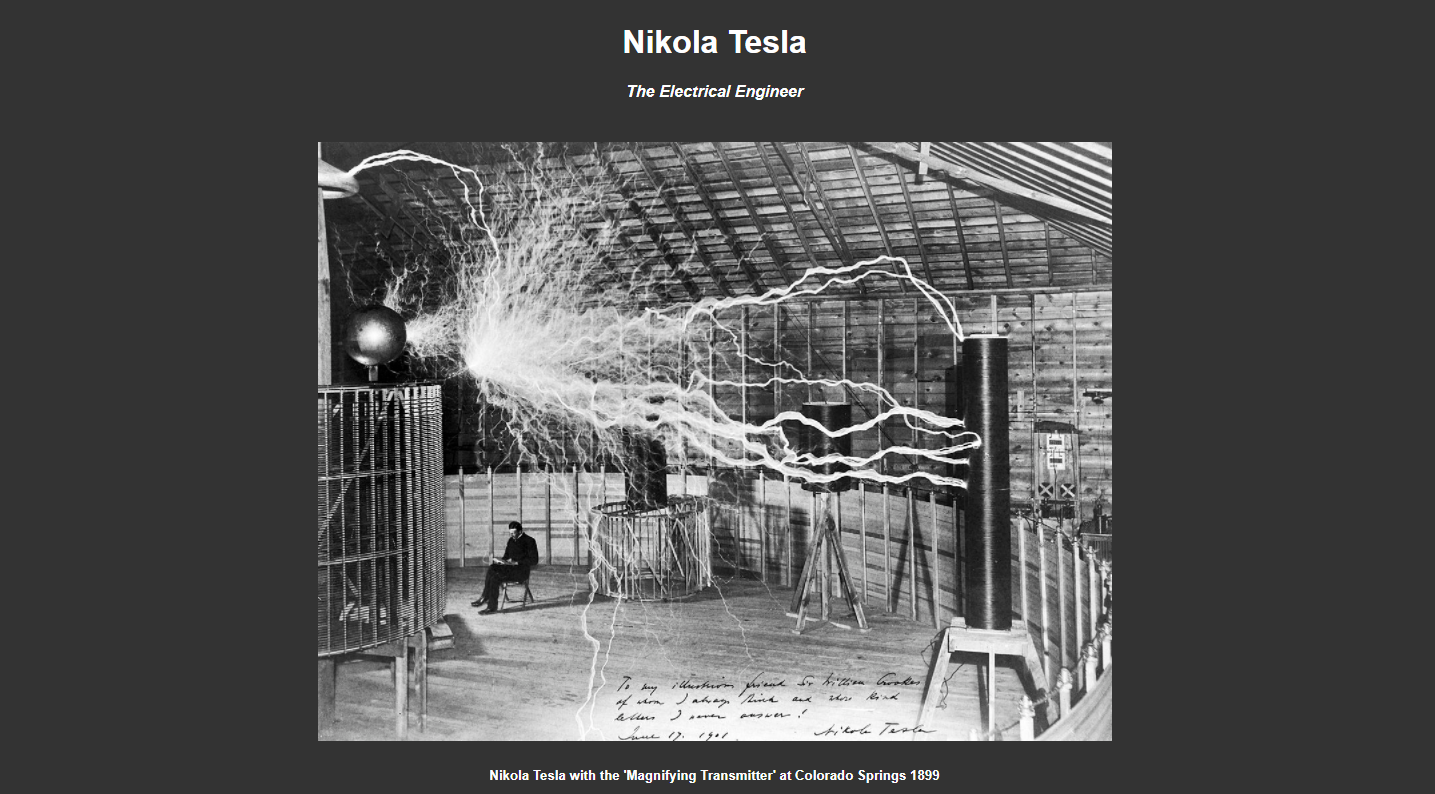 Nikola Tesla
The Electrical Engineer
To my illustrious friend Sir William Crookes
of whom I always think and whose kind
letters I never answer!
June 17. 1901. Nikola Tesla
Nikola Tesla with the 'Magnifying Transmitter' at Colorado Springs 1899